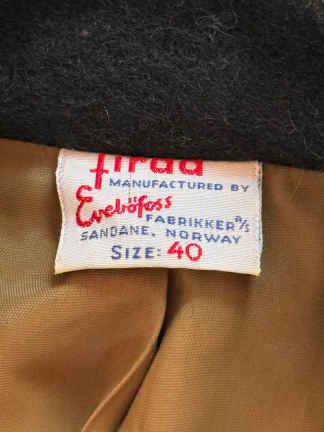 firda
MANUFACTURED BY
Eveböfoss
FABRIKKER A/S
SANDANE, NORWAY
SIZE: 40